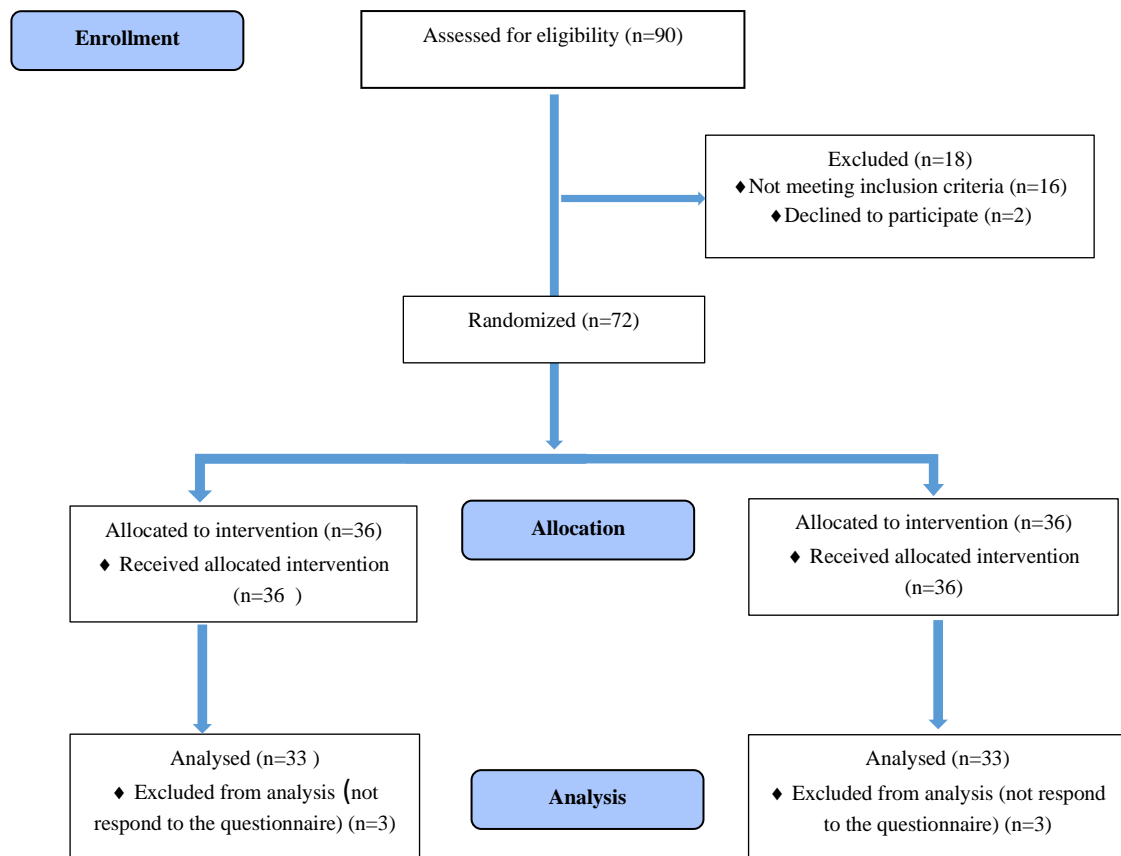 Enrollment
Assessed for eligibility (n=90)
Excluded (n=18)
♦Not meeting inclusion criteria (n=16)
♦Declined to participate (n=2)
Randomized (n=72)
Allocated to intervention (n=36)
♦ Received allocated intervention
(n=36 )
Allocation
Allocated to intervention (n=36)
♦ Received allocated intervention
(n=36)
Analysed (n=33 )
♦ Excluded from analysis (not
respond to the questionnaire) (n=3)
Analysis
Analysed (n=33)
♦ Excluded from analysis (not respond
to the questionnaire) (n=3)